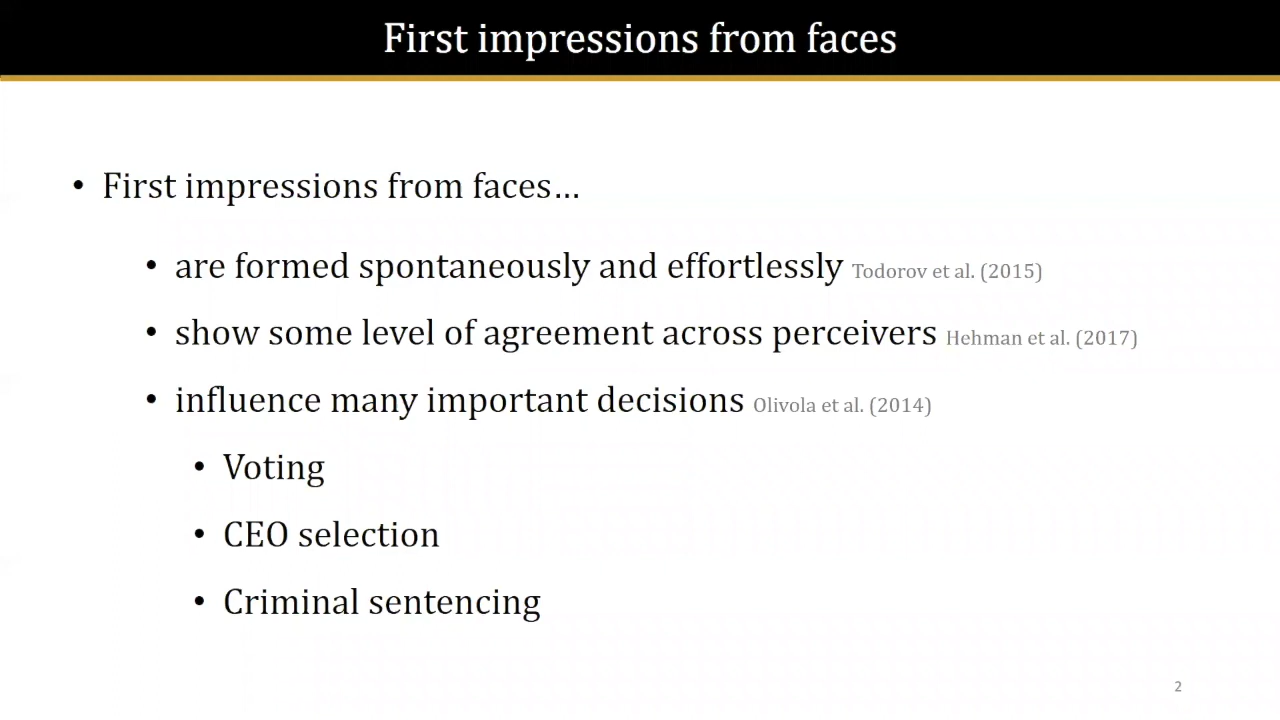 First impressions from faces
• First impressions from faces…
• are formed spontaneously and effortlessly Todorov et al. (2015)
• show some level of agreement across perceivers Hehman et al. (2017)
• influence many important decisions Olivola et al. (2014)
• Voting
• CEO selection
• Criminal sentencing
2